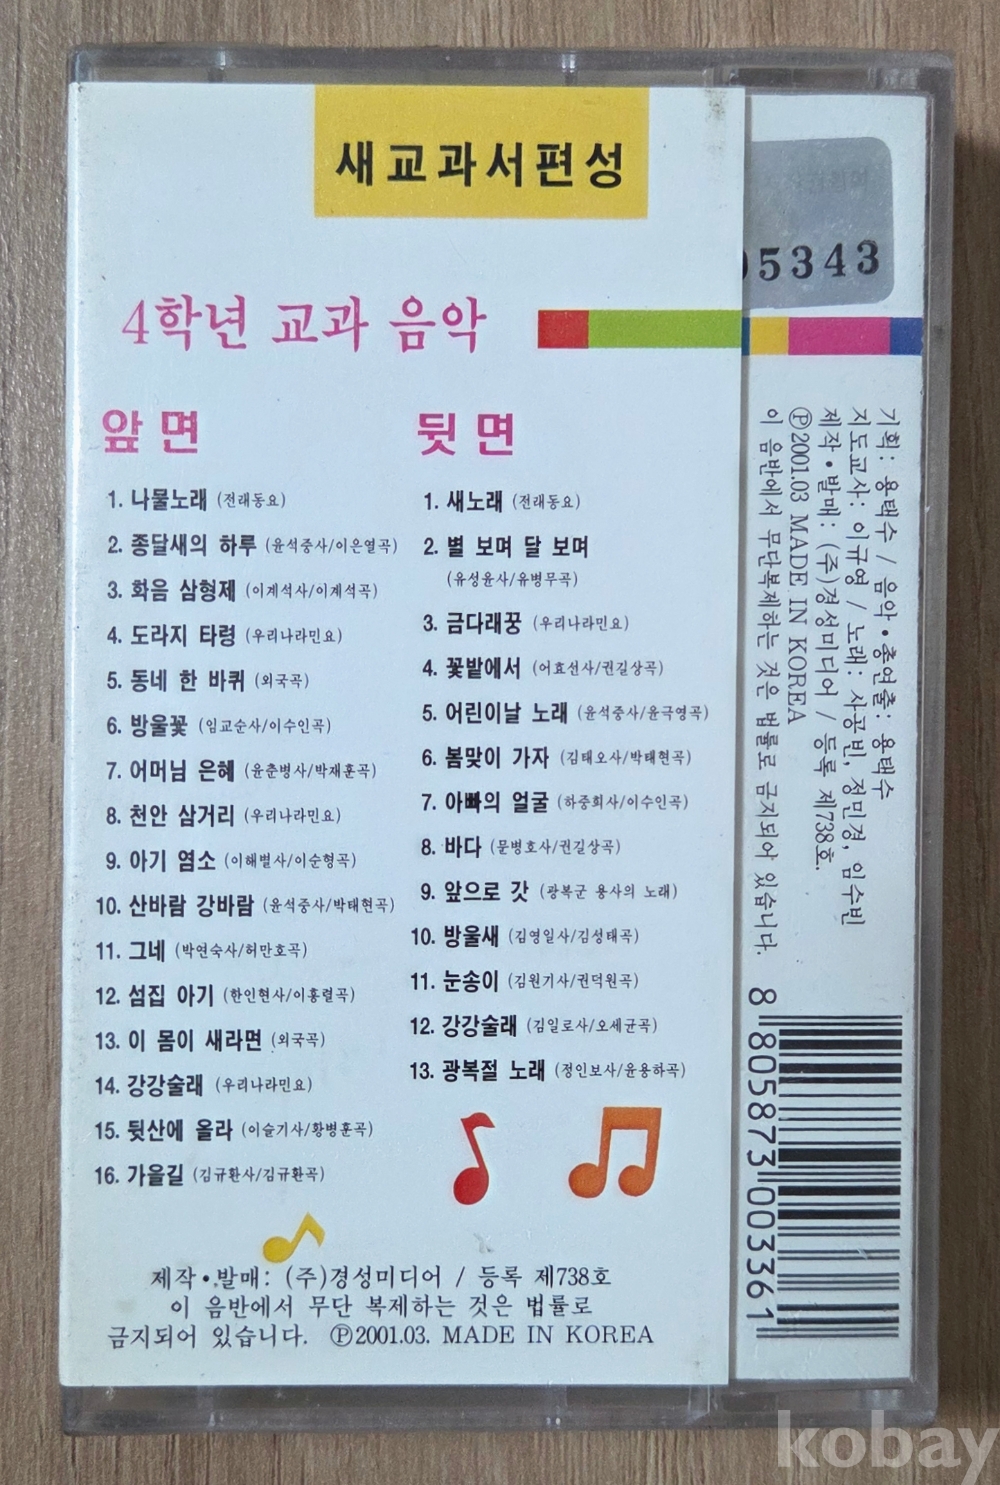 새교과서편성
4학년 교과 음악
앞면
1. 나물노래 (전래동요)
2. 종달새의 하루 (윤석중사/이은열곡)
3. 화음 삼형제 (이계석사/이계석곡)
4. 도라지 타령 (우리나라민요)
5. 동네 한 바퀴 (외국곡)
6. 방울꽃 (임교순사/이수인곡)
7. 어머님 은혜 (윤춘병사/박재훈곡)
8. 천안 삼거리 (우리나라민요)
9. 아기 염소 (이해별사/이순형곡)
10. 산바람 강바람 (윤석중사/박태현곡)
11. 그네 (박연숙사/허만호곡)
12. 섬집 아기 (한인현사/이흥렬곡)
13. 이 몸이 새라면 (외국곡)
14. 강강술래 (우리나라민요)
15. 뒷산에 올라 (이슬기사/황병훈곡)
16. 가을길 (김규환사/김규환곡)
뒷면
1. 새노래 (전래동요)
2. 별 보며 달 보며
(유성윤사/유병무곡)
3. 금다래꿍 (우리나라민요)
4. 꽃밭에서 (어효선사/권길상곡)
5. 어린이날 노래 (윤석중사/윤극영곡)
6. 봄맞이 가자 (김태오사/박태현곡)
7. 아빠의 얼굴 (하중회사/이수인곡)
8. 바다 (문병호사/권길상곡)
9. 앞으로 갓 (광복군 용사의 노래)
10. 방울새 (김영일사/김성태곡)
11. 눈송이 (김원기사/권덕원곡)
12. 강강술래 (김일로사/오세균곡)
13. 광복절 노래 (정인보사/윤용하곡)
제작•발매: (주)경성미디어 / 등록 제738호
이 음반에서 무단 복제하는 것은 법률로
금지되어 있습니다. ℗2001.03. MADE IN KOREA
5343
기획: 용택수 / 음악•총연출: 용택수
지도교사: 이규영 / 노래: 사공빈, 정민경, 임수빈
제작•발매: (주)경성미디어 / 등록 제738호.
℗2001.03 MADE IN KOREA
이 음반에서 무단복제하는 것은 법률로 금지되어 있습니다.
8 805873 003361
kobay